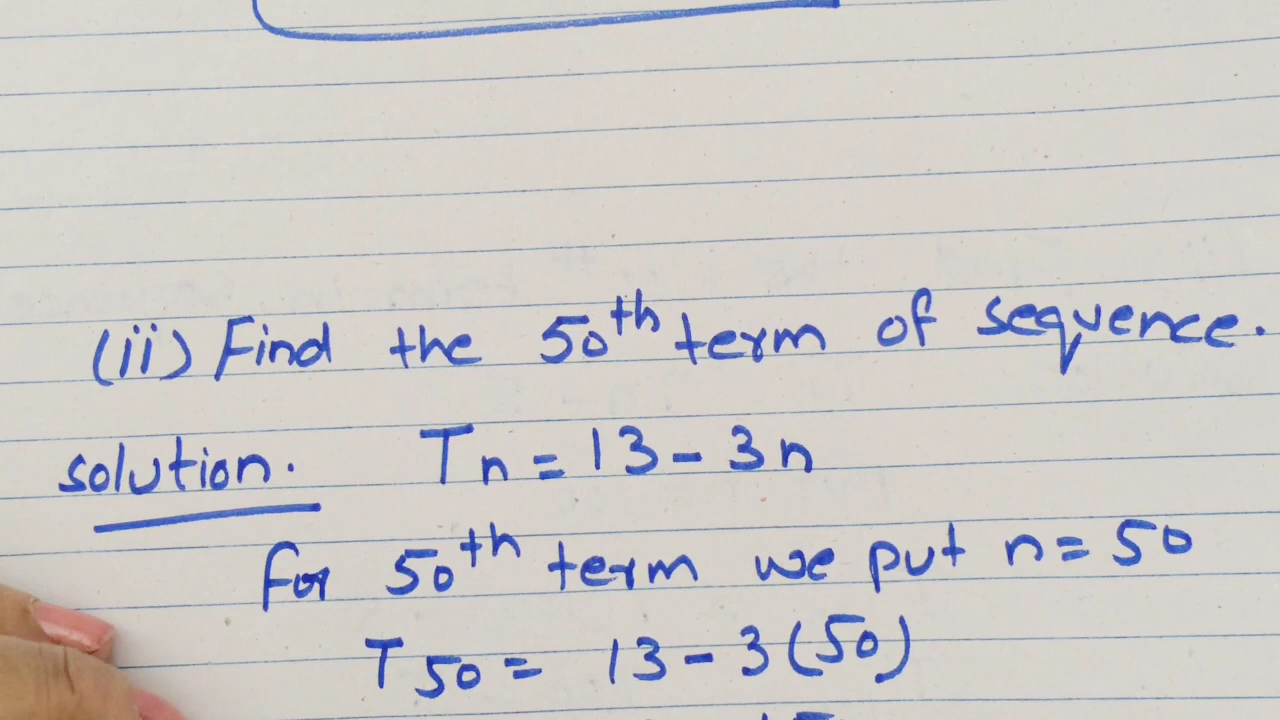 (ii) Find the 50th term of sequence.
solution. Tn = 13 - 3n
For 50th term we put n = 50
T50 = 13 - 3(50)